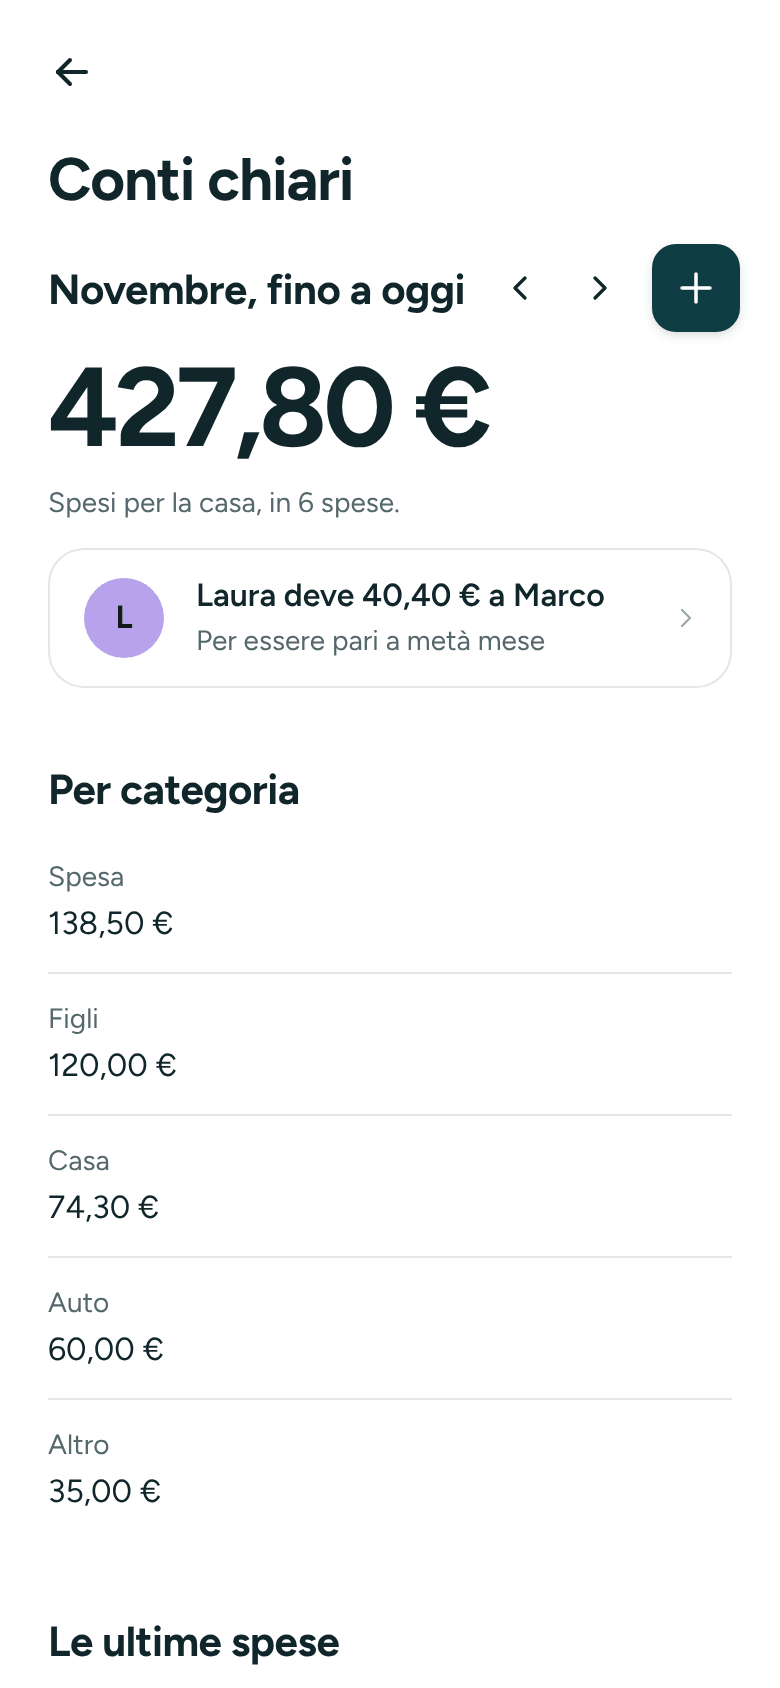 Conti chiari
Novembre, fino a oggi
427,80 €
Spesi per la casa, in 6 spese.
L
Laura deve 40,40 € a Marco
Per essere pari a metà mese
Per categoria
Spesa
138,50 €
Figli
120,00 €
Casa
74,30 €
Auto
60,00 €
Altro
35,00 €
Le ultime spese